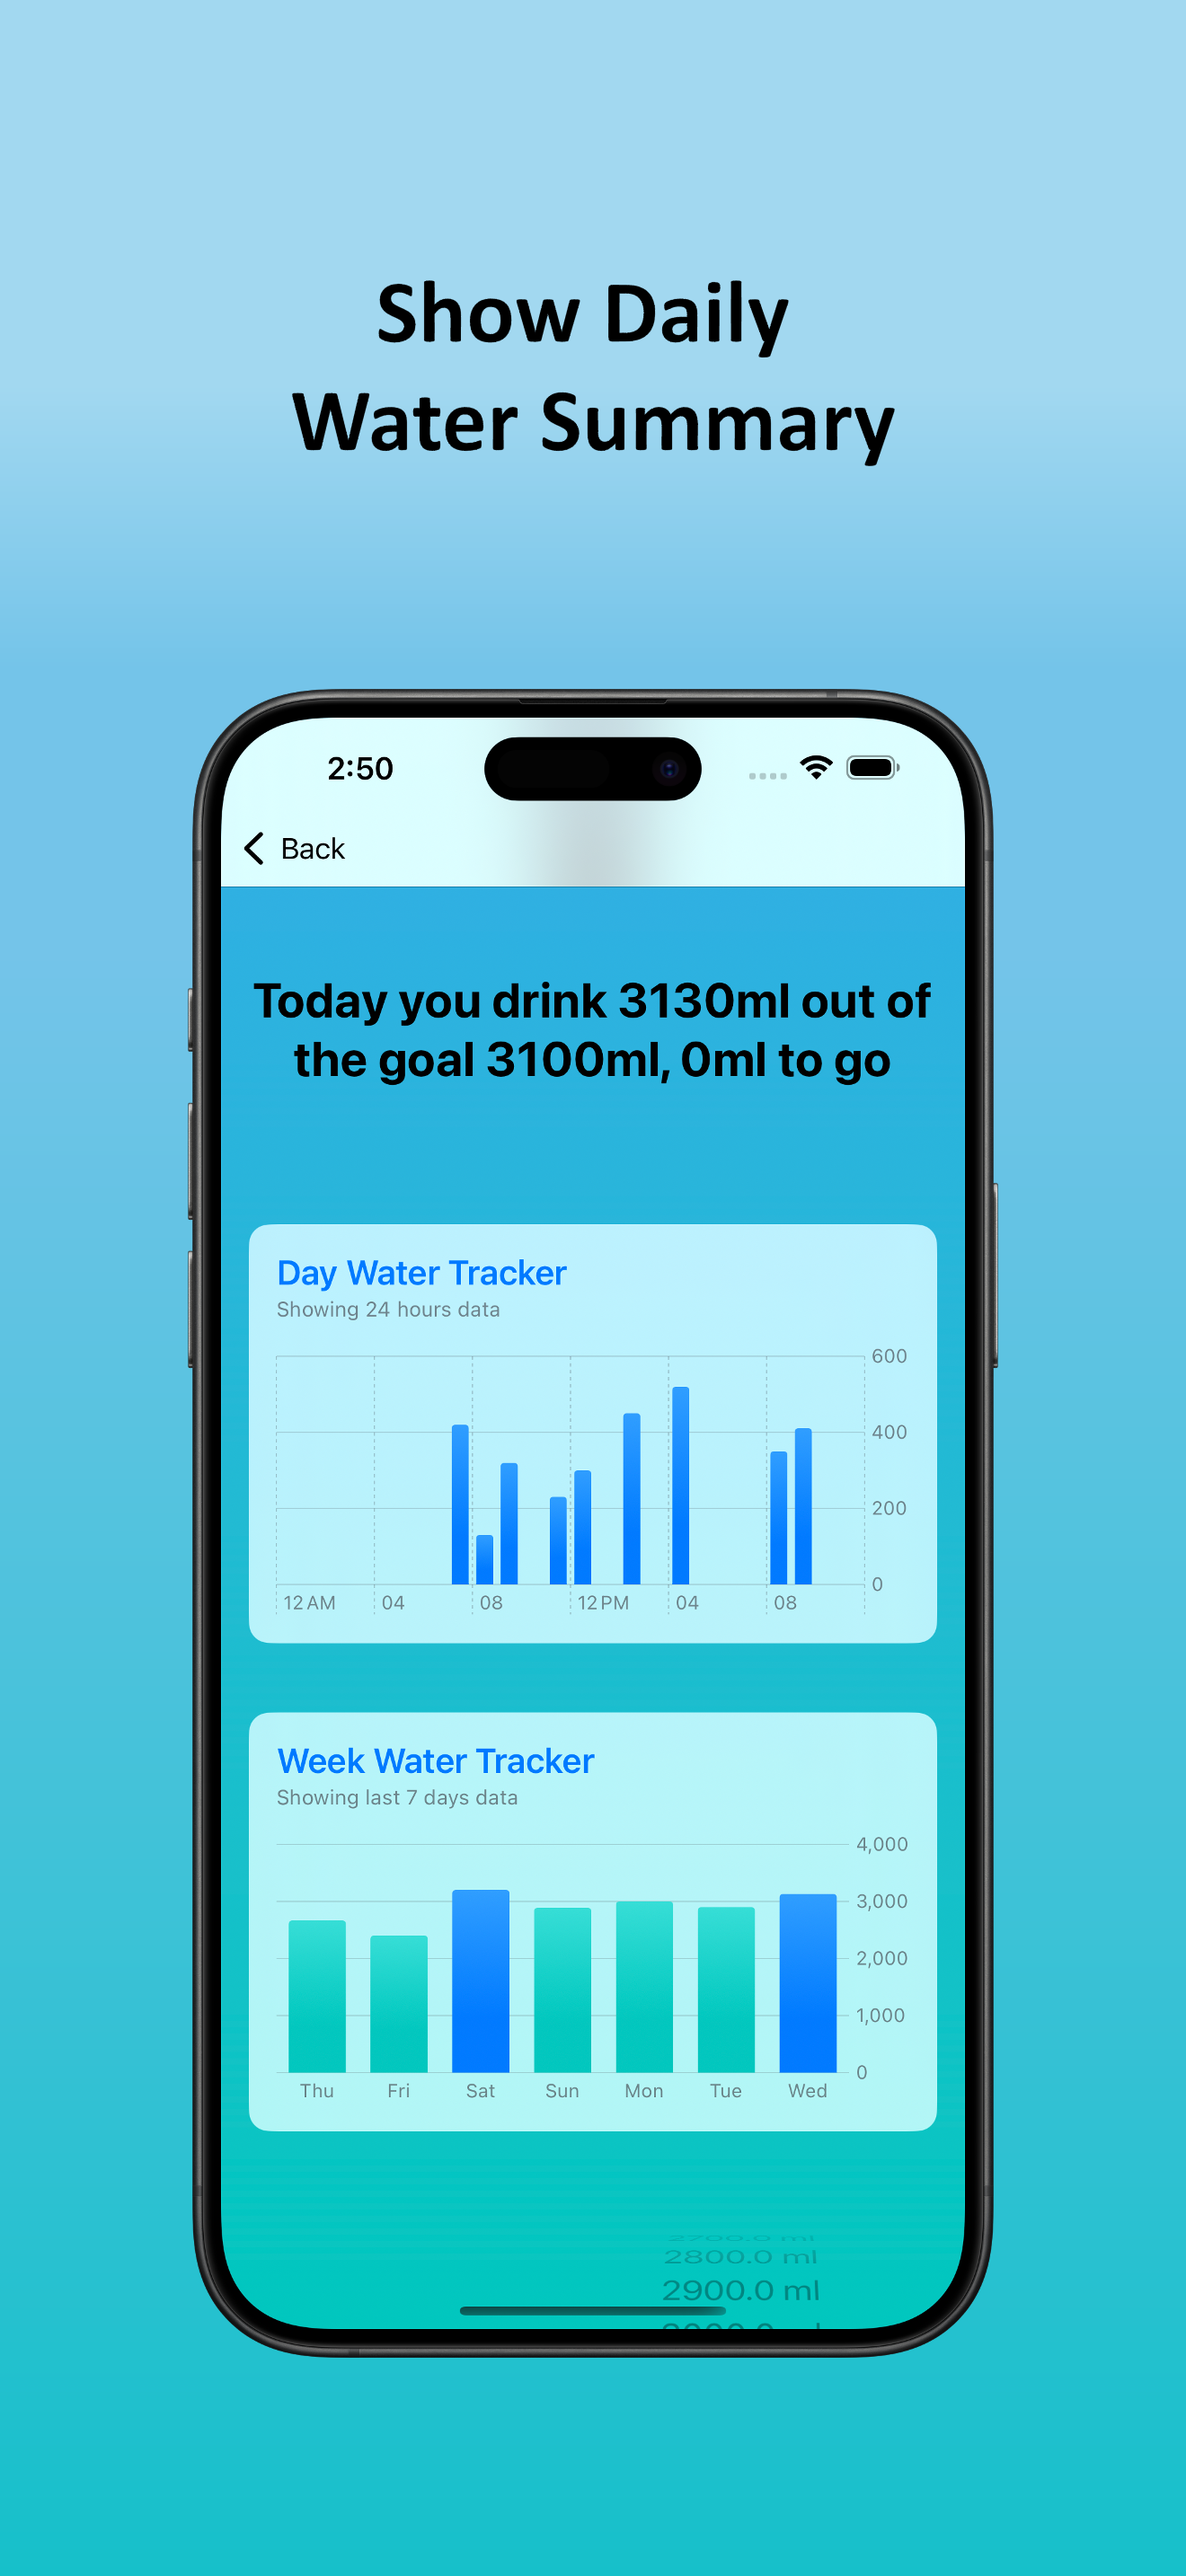 Show Daily
Water Summary
2:50
Back
Today you drink 3130ml out of
the goal 3100ml, 0ml to go
Day Water Tracker
Showing 24 hours data
600
400
200
0
12 AM 04 08 12 PM 04 08
Week Water Tracker
Showing last 7 days data
4,000
3,000
2,000
1,000
0
Thu Fri Sat Sun Mon Tue Wed
2700.0 ml
2800.0 ml
2900.0 ml